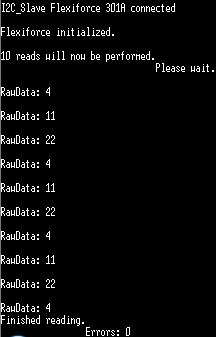 I2C_Slave Flexiforce 301A connected
Flexiforce initialized.
10 reads will now be performed.
Please wait.
RawData: 4
RawData: 11
RawData: 22
RawData: 4
RawData: 11
RawData: 22
RawData: 4
RawData: 11
RawData: 22
RawData: 4
Finished reading.
Errors: 0